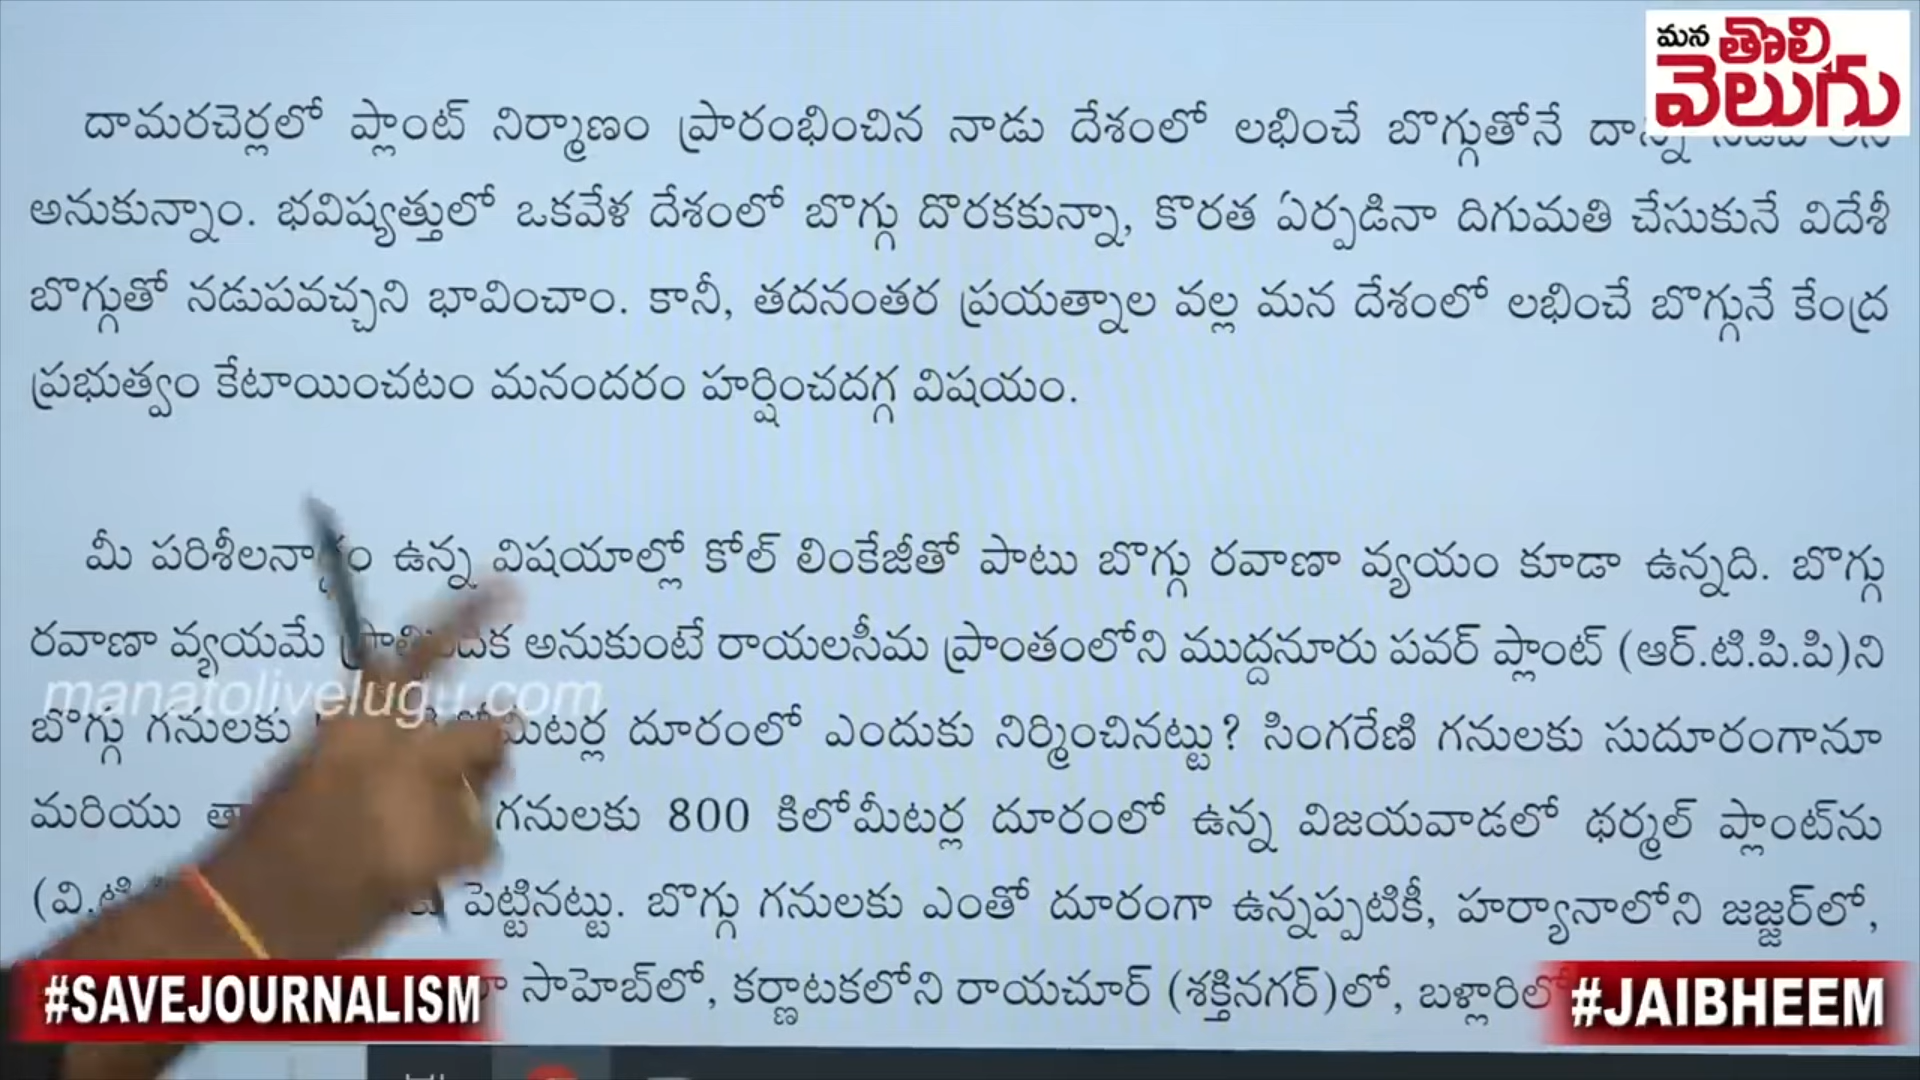 మన తొలి వెలుగు
దామరచెర్లలో ప్లాంట్ నిర్మాణం ప్రారంభించిన నాడు దేశంలో లభించే బొగ్గుతోనే
అనుకున్నాం. భవిష్యత్తులో ఒకవేళ దేశంలో బొగ్గు దొరకకున్నా, కొరత ఏర్పడినా దిగుమతి చేసుకునే విదేశీ
బొగ్గుతో నడుపవచ్చని భావించాం. కానీ, తదనంతర ప్రయత్నాల వల్ల మన దేశంలో లభించే బొగ్గునే కేంద్ర
ప్రభుత్వం కేటాయించటం మనందరం హర్షించదగ్గ విషయం.
మీ ఉన్న విషయాల్లో కోల్ లింకేజీతో పాటు బొగ్గు రవాణా వ్యయం కూడా ఉన్నది. బొగ్గు
రవాణా వ్యయమే అనుకుంటే రాయలసీమ ప్రాంతంలోని ముద్దనూరు పవర్ ప్లాంట్ (ఆర్.టి.పి.పి)ని
manatolivelugu.com
బొగ్గు గనులకు దూరంలో ఎందుకు నిర్మించినట్టు? సింగరేణి గనులకు సుదూరంగానూ
మరియు గనులకు 800 కిలోమీటర్ల దూరంలో ఉన్న విజయవాడలో థర్మల్ ప్లాంట్‌ను
పెట్టినట్టు. బొగ్గు గనులకు ఎంతో దూరంగా ఉన్నప్పటికీ, హర్యానాలోని జజ్జర్‌లో,
సాహెబ్‌లో, కర్ణాటకలోని రాయచూర్ (శక్తినగర్)లో,
#SAVEJOURNALISM
#JAIBHEEM